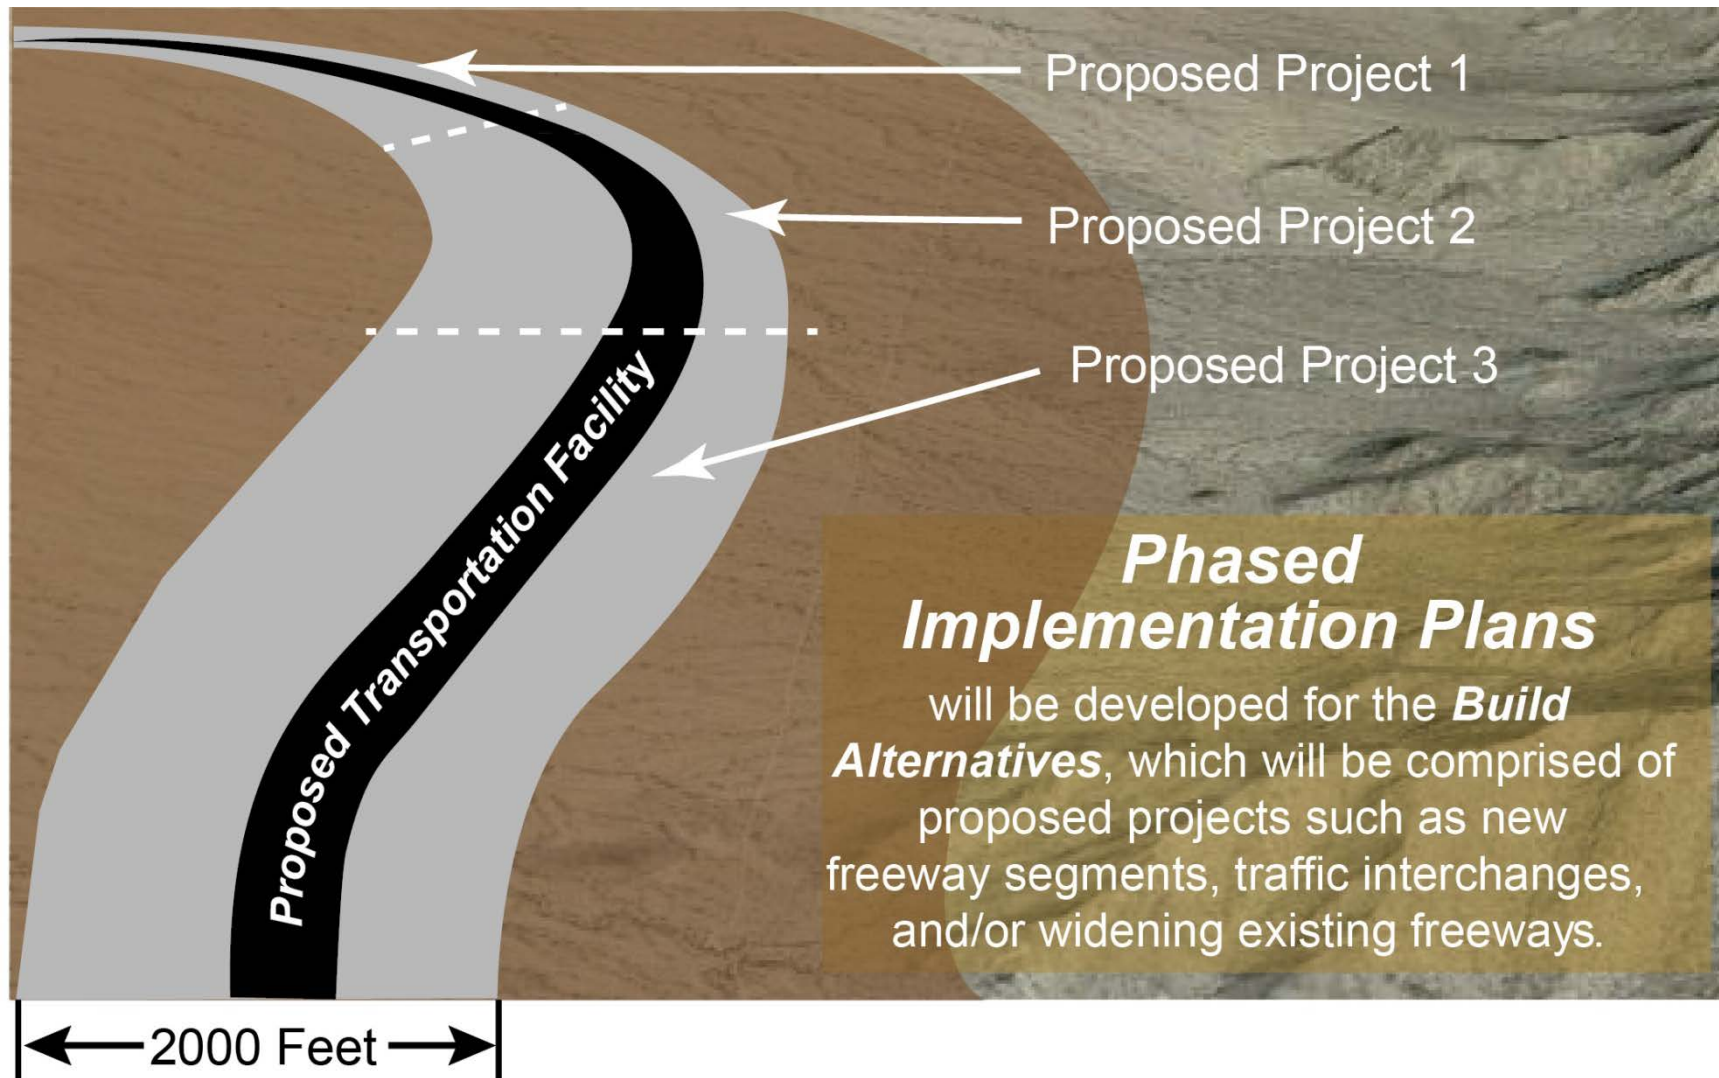 Proposed Project 1
Proposed Project 2
Proposed Project 3
Proposed Transportation Facility
Phased
Implementation Plans
will be developed for the Build
Alternatives, which will be comprised of
proposed projects such as new
freeway segments, traffic interchanges,
and/or widening existing freeways.
2000 Feet